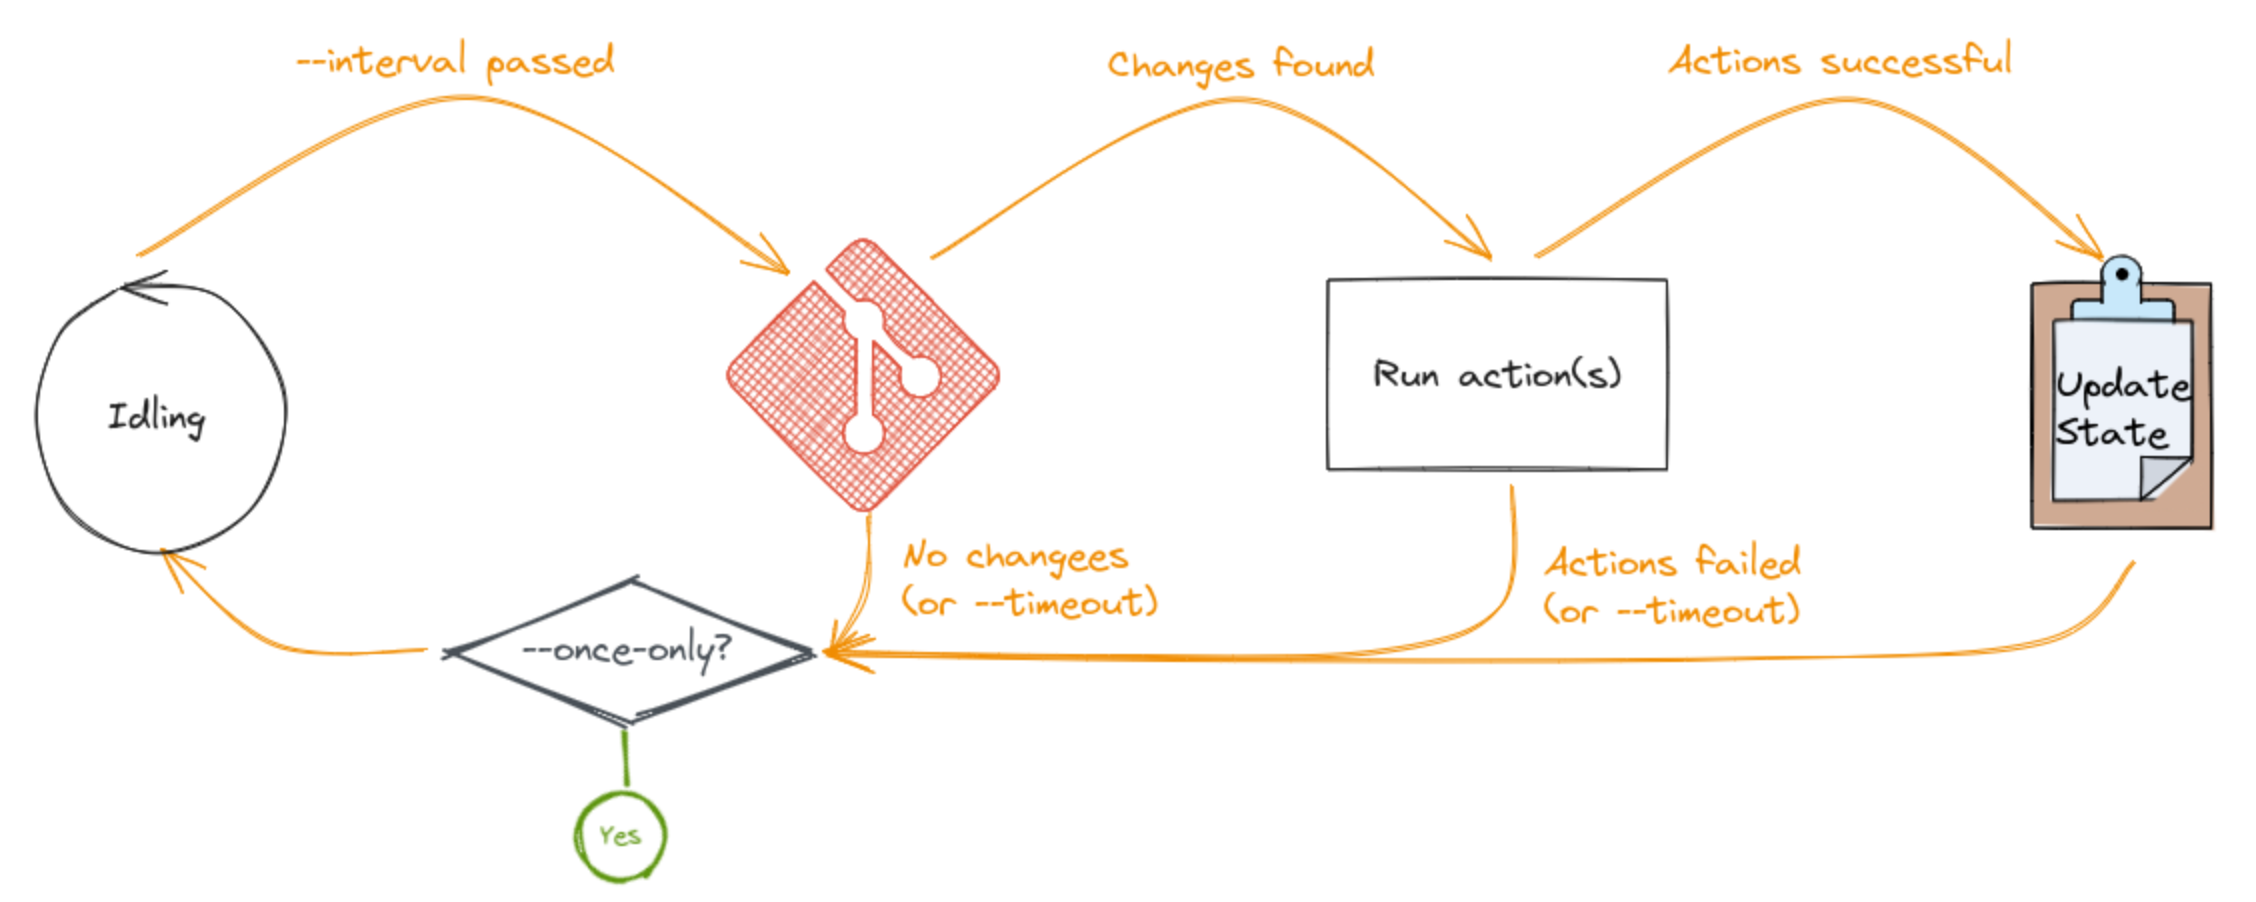 --interval passed
Changes found
Actions successful
Idling
Run action(s)
Update
State
No changees
(or --timeout)
Actions failed
(or --timeout)
--once-only?
Yes